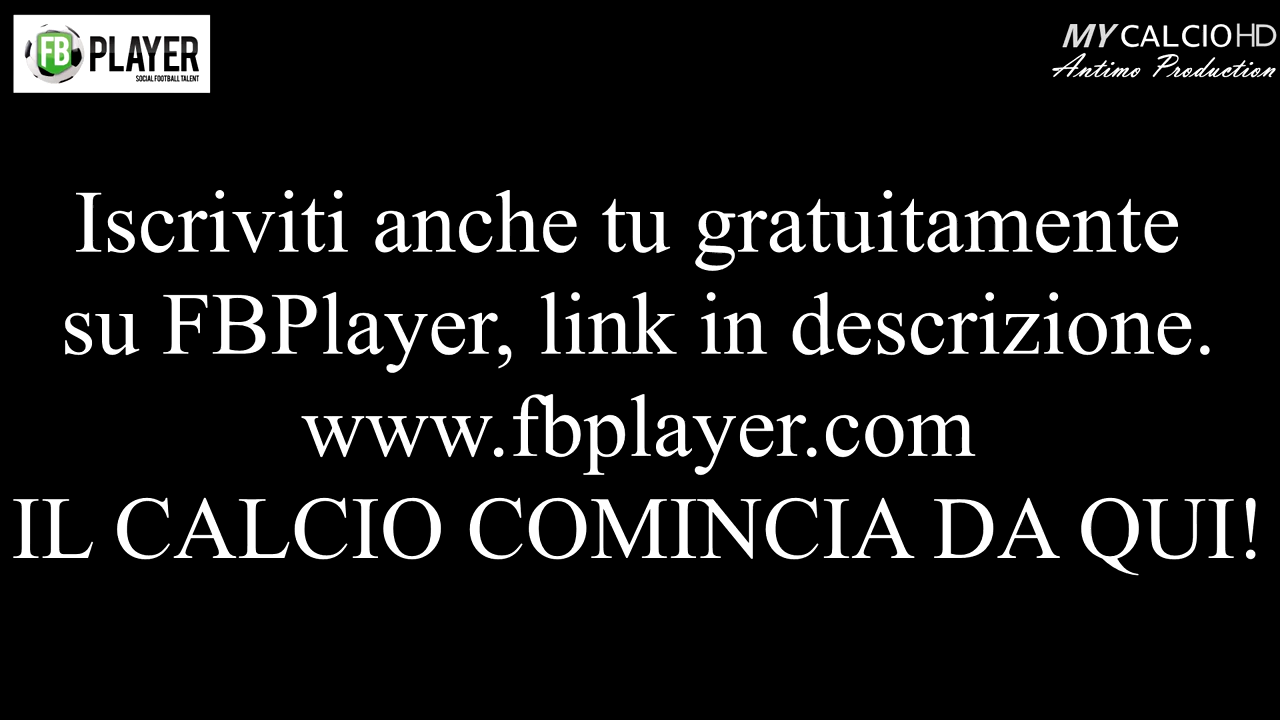 FB PLAYER
SOCIAL FOOTBALL TALENT
MY CALCIO HD
Antimo Production
Iscriviti anche tu gratuitamente
su FBPlayer, link in descrizione.
www.fbplayer.com
IL CALCIO COMINCIA DA QUI!